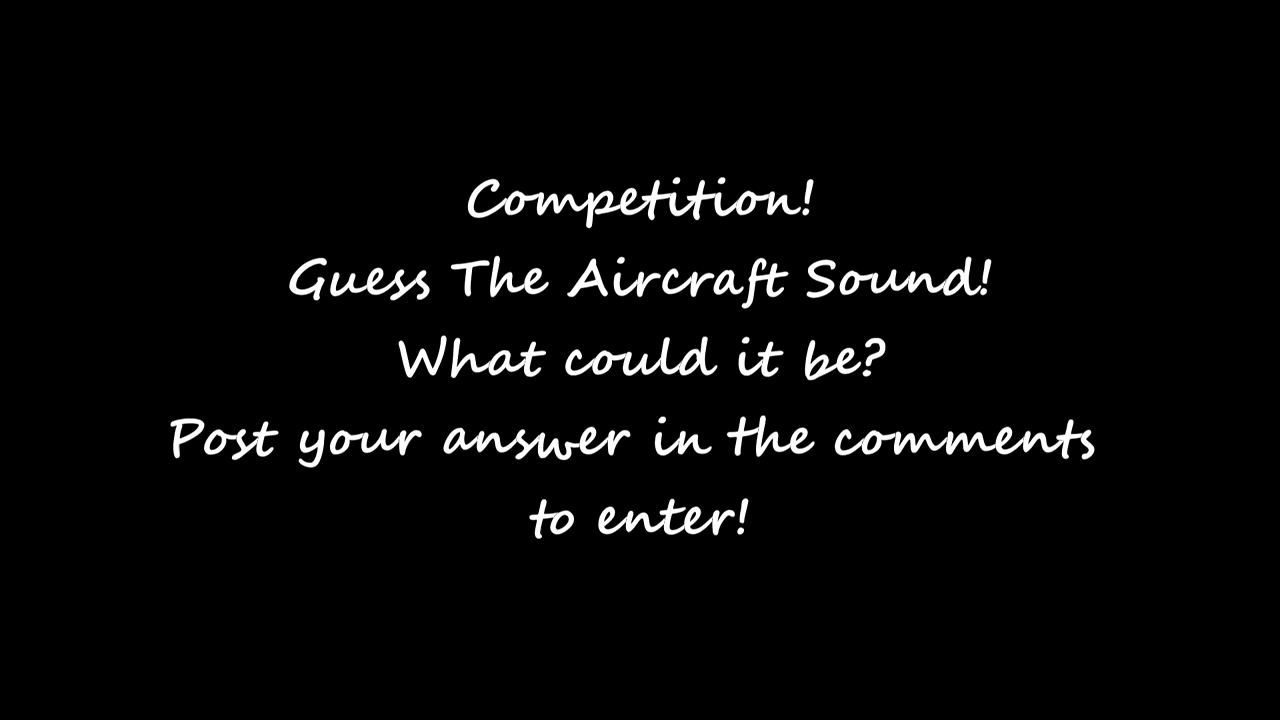 Competition!
Guess The Aircraft Sound!
What could it be?
Post your answer in the comments
to enter!